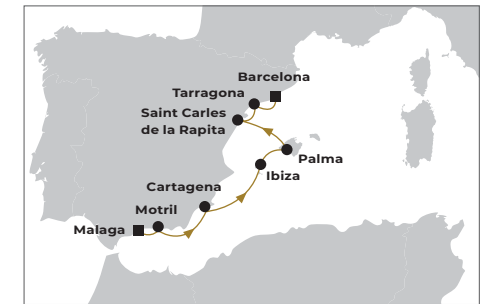 Barcelona
Tarragona
Saint Carles
de la Rapita
Palma
Ibiza
Cartagena
Motril
Malaga